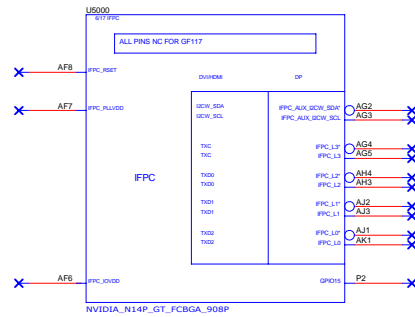 U5000
6/17 IFPC
ALL PINS NC FOR GF117
AF8 IFPC_RSET
DVI/HDMI DP
AF7 IFPC_PLLVDD
I2CW_SDA IFPC_AUX_I2CW_SDA* AG2
I2CW_SCL IFPC_AUX_I2CW_SCL AG3
TXC IFPC_L3* AG4
TXC IFPC_L3 AG5
IFPC
TXD0 IFPC_L2* AH4
TXD0 IFPC_L2 AH3
TXD1 IFPC_L1* AJ2
TXD1 IFPC_L1 AJ3
TXD2 IFPC_L0* AJ1
TXD2 IFPC_L0 AK1
AF6 IFPC_IOVDD GPIO15 P2
NVIDIA_N14P_GT_FCBGA_908P